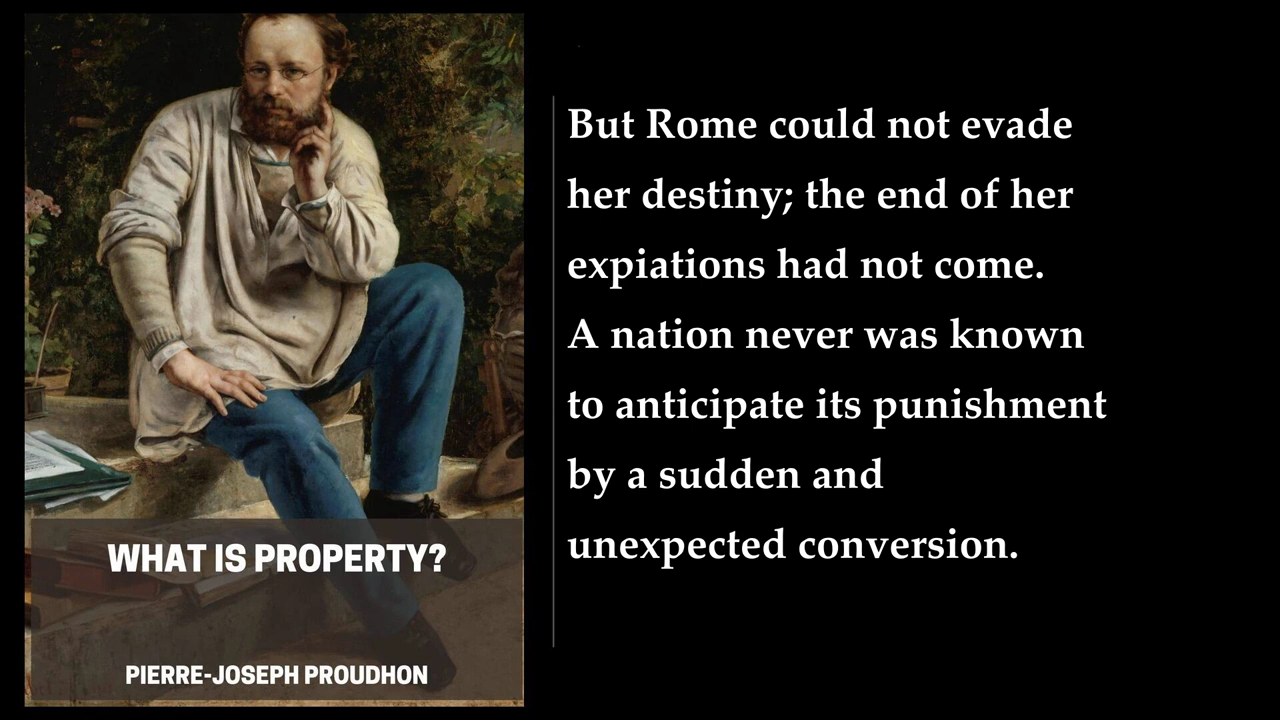 But Rome could not evade
her destiny; the end of her
expiations had not come.
A nation never was known
to anticipate its punishment
by a sudden and
unexpected conversion.
WHAT IS PROPERTY?
PIERRE-JOSEPH PROUDHON